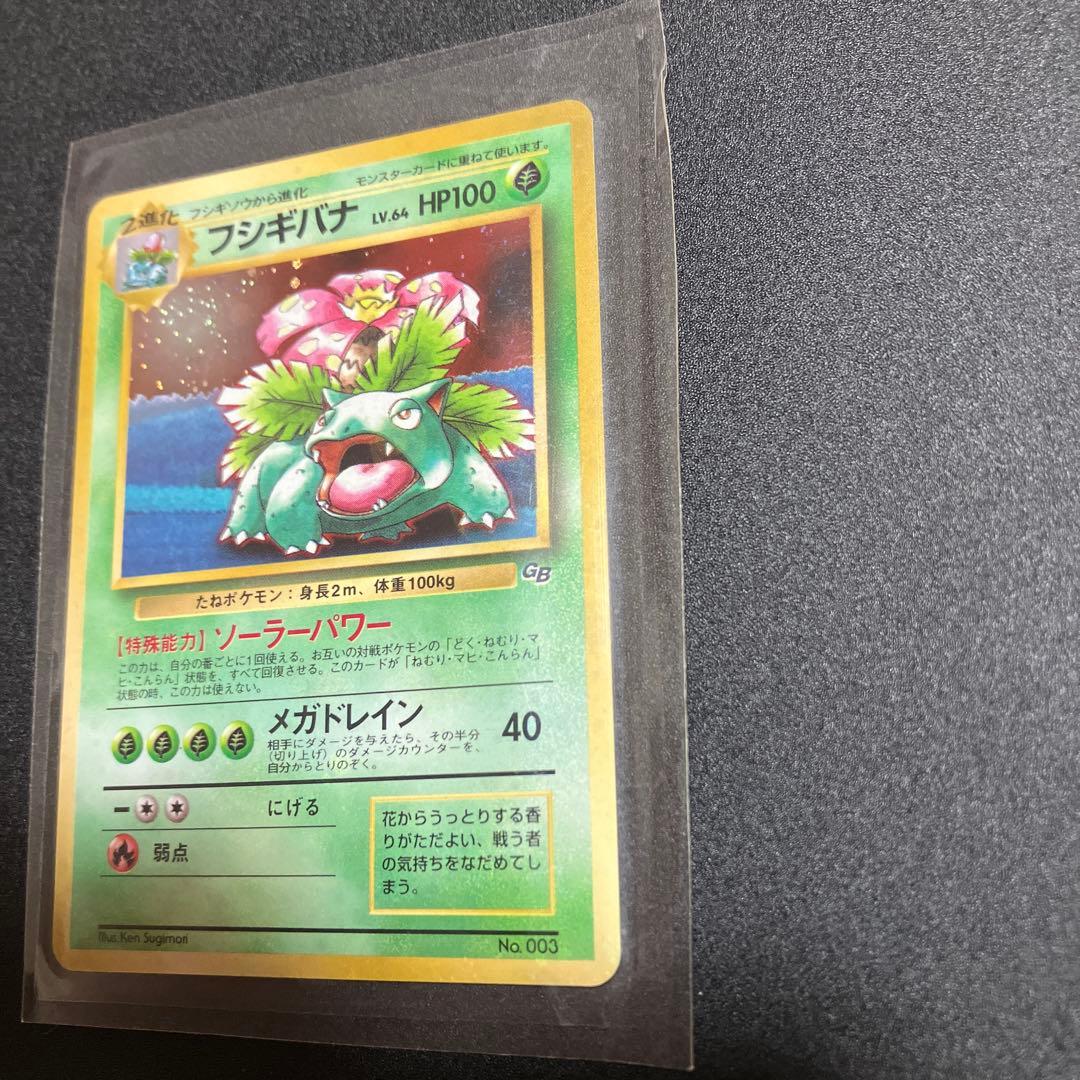 2進化 フシギソウから進化 モンスターカードに重ねて使います。
フシギバナ LV.64 HP100
GB
たねポケモン：身長2m、体重100kg
【特殊能力】ソーラーパワー
この力は、自分の番ごとに1回使える。お互いの対戦ポケモンの「どく・ねむり・マ
ヒ・こんらん」状態を、すべて回復させる。このカードが「ねむり・マヒ・こんらん」
状態の時、この力は使えない。
メガドレイン 40
相手にダメージを与えたら、その半分
（切り上げ）のダメージカウンターを、
自分からとりのぞく。
にげる
弱点
花からうっとりする香
りがただよい、戦う者
の気持ちをなだめてし
まう。
Illus. Ken Sugimori
No. 003